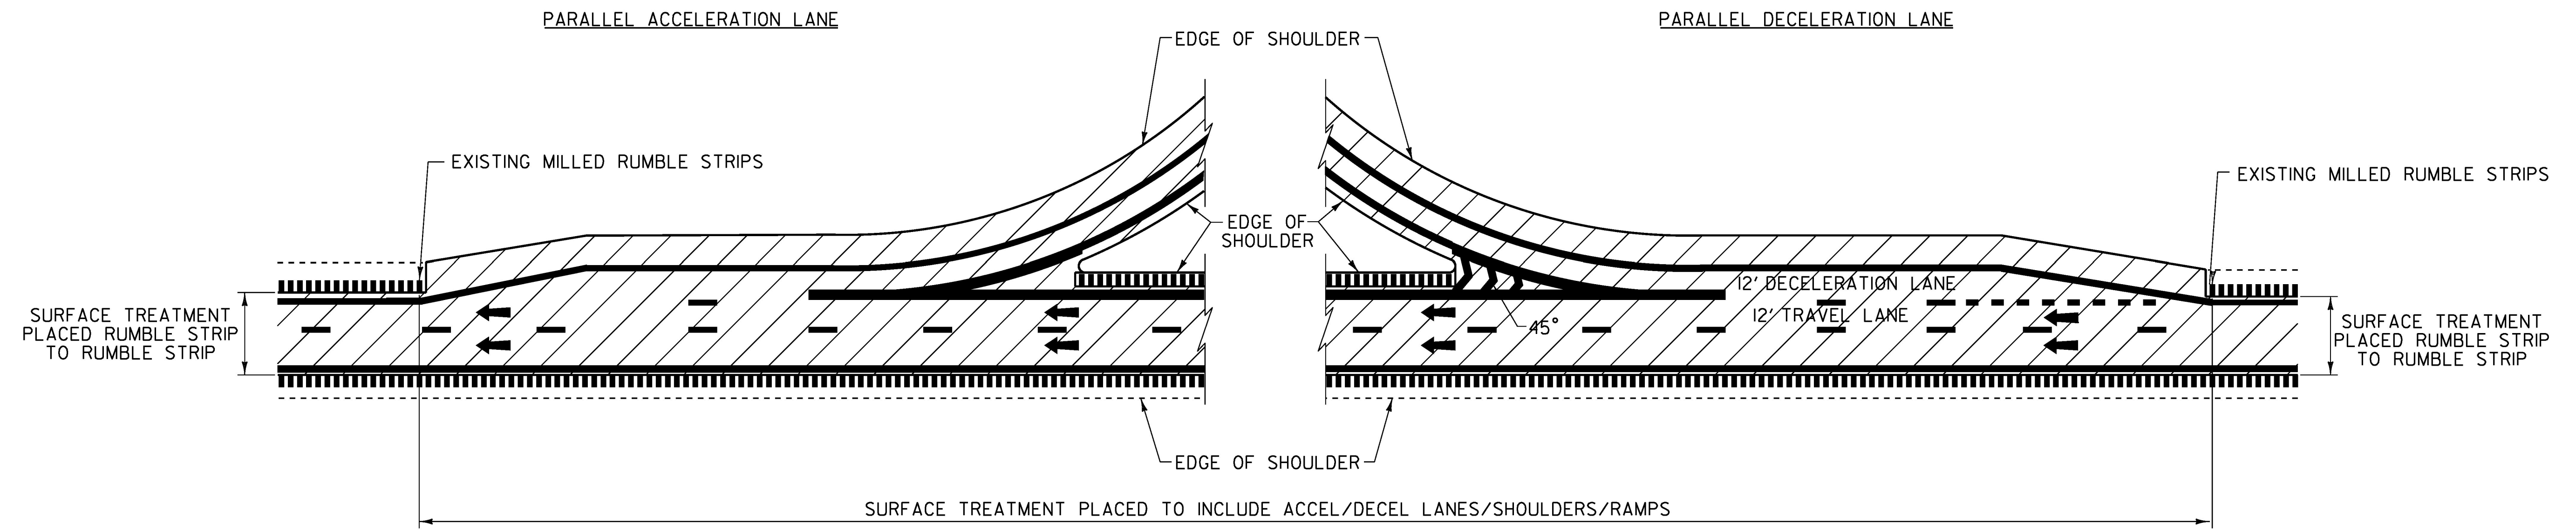 PARALLEL ACCELERATION LANE
PARALLEL DECELERATION LANE
EDGE OF SHOULDER
EXISTING MILLED RUMBLE STRIPS
EXISTING MILLED RUMBLE STRIPS
EDGE OF
SHOULDER
12' DECELERATION LANE
12' TRAVEL LANE
45°
SURFACE TREATMENT
PLACED RUMBLE STRIP
TO RUMBLE STRIP
SURFACE TREATMENT
PLACED RUMBLE STRIP
TO RUMBLE STRIP
EDGE OF SHOULDER
SURFACE TREATMENT PLACED TO INCLUDE ACCEL/DECEL LANES/SHOULDERS/RAMPS